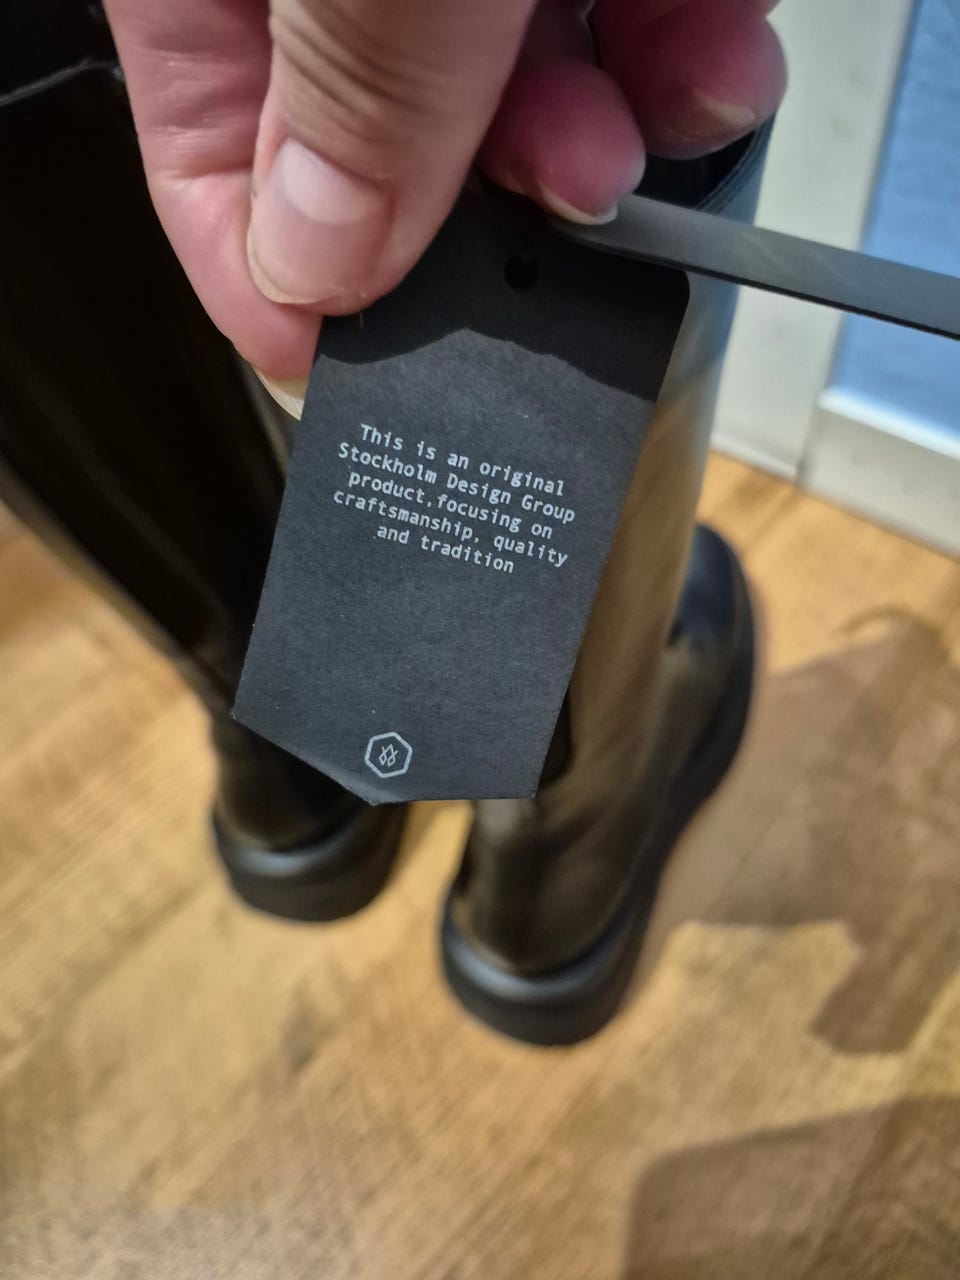 This is an original
Stockholm Design Group
product,focusing on
craftsmanship, quality
and tradition